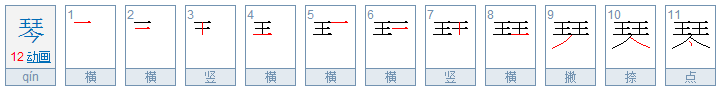 1 2 3 4 5 6 7 8 9 10 11
琴
12 动画
qín 横 横 竖 横 横 横 竖 横 撇 捺 点